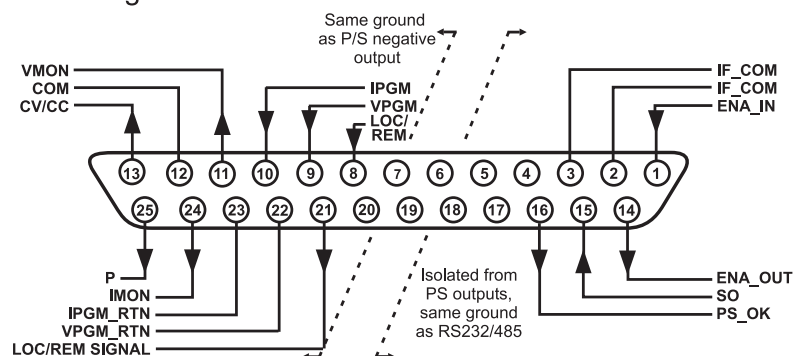 Same ground
as P/S negative
output
VMON
COM
CV/CC
IPGM
VPGM
LOC/
REM
IF_COM
IF_COM
ENA_IN
13 12 11 10 9 8 7 6 5 4 3 2 1
25 24 23 22 21 20 19 18 17 16 15 14
P
IMON
IPGM_RTN
VPGM_RTN
LOC/REM SIGNAL
Isolated from
PS outputs,
same ground
as RS232/485
ENA_OUT
SO
PS_OK